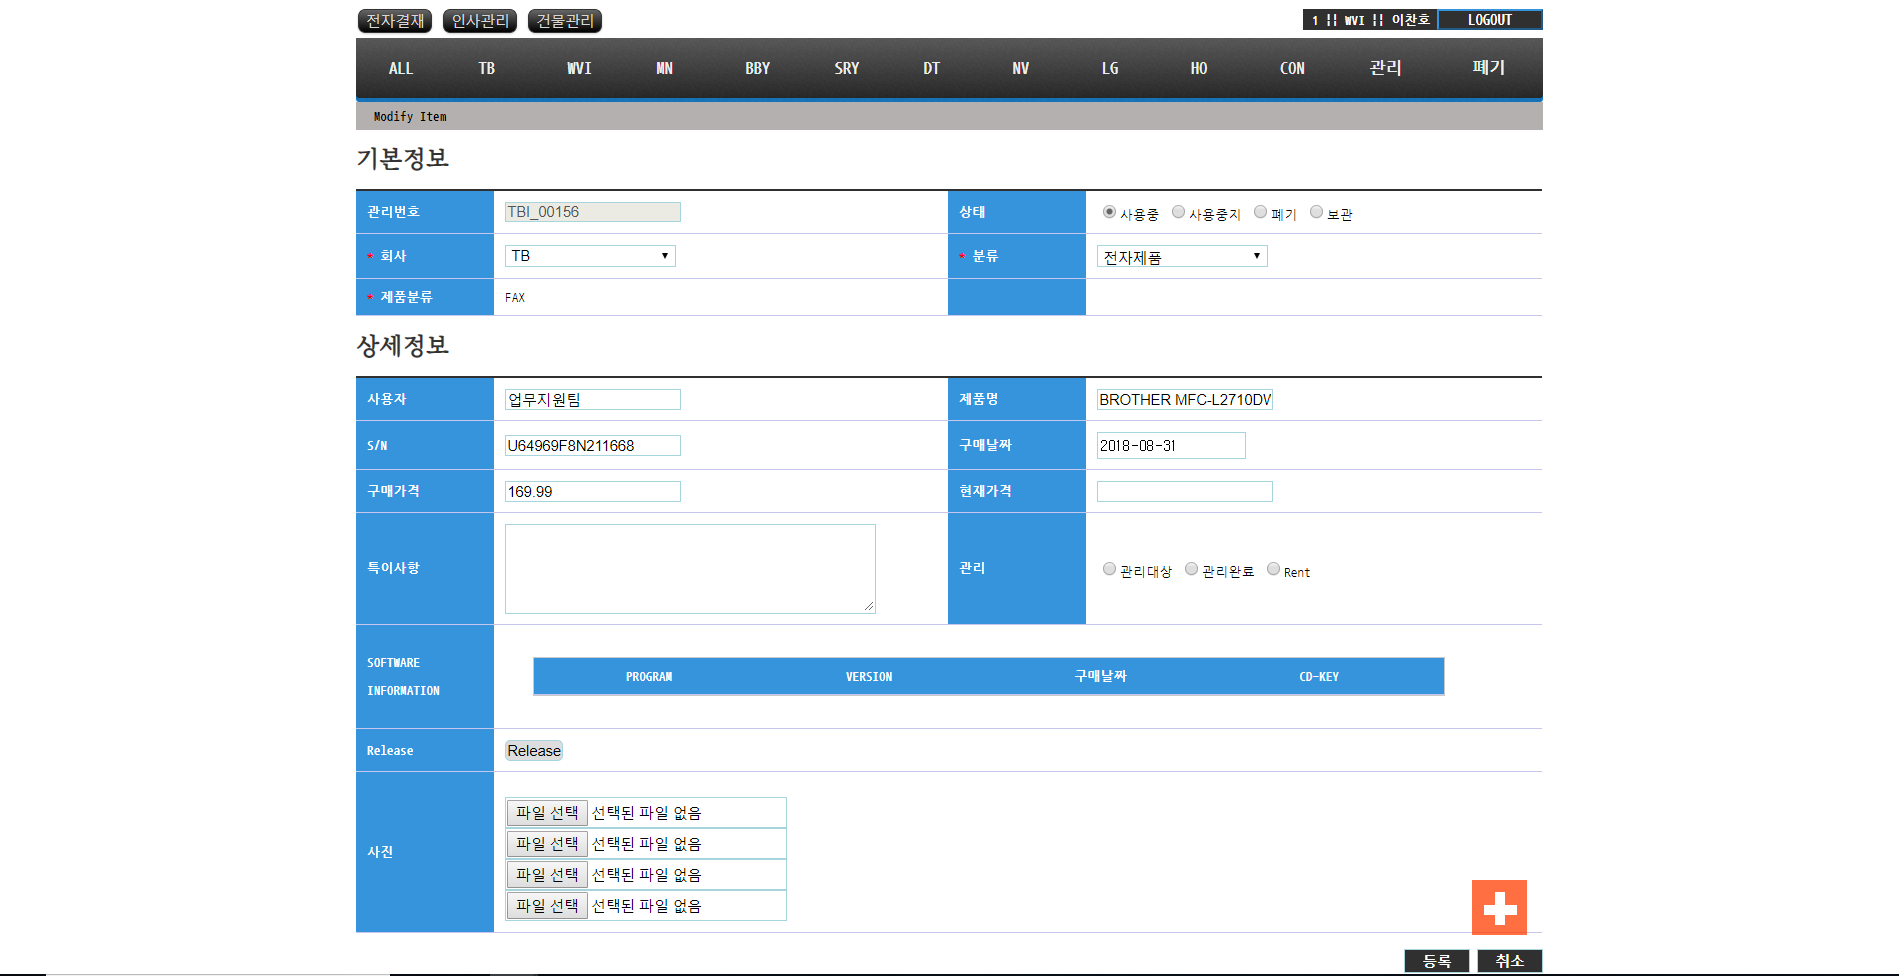 전자결재 인사관리 건물관리 1 || WVI || 이찬호 LOGOUT
ALL TB WVI MN BBY SRY DT NV LG HO CON 관리 폐기
Modify Item
기본정보
관리번호 TBI_00156 상태 사용중 사용중지 폐기 보관
* 회사 TB * 분류 전자제품
* 제품분류 FAX
상세정보
사용자 업무지원팀 제품명 BROTHER MFC-L2710DW
S/N U64969F8N211668 구매날짜 2018-08-31
구매가격 169.99 현재가격
특이사항 관리 관리대상 관리완료 Rent
SOFTWARE
INFORMATION
PROGRAM VERSION 구매날짜 CD-KEY
Release Release
사진
파일 선택 선택된 파일 없음
파일 선택 선택된 파일 없음
파일 선택 선택된 파일 없음
파일 선택 선택된 파일 없음
등록 취소